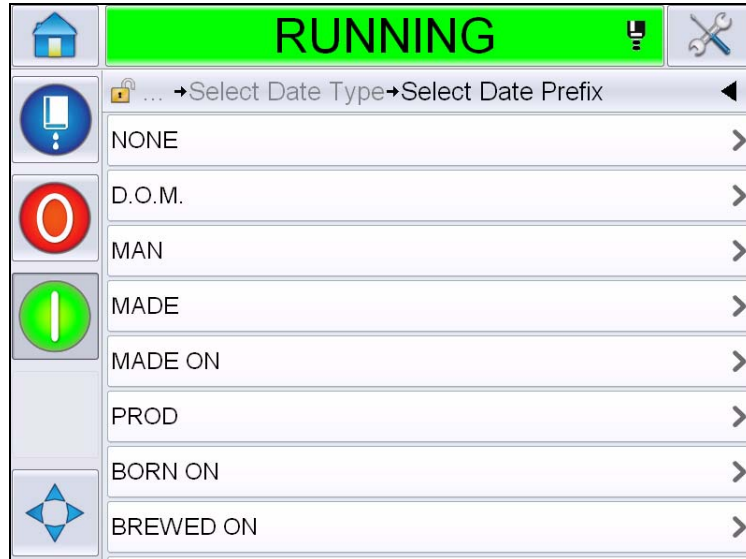 RUNNING
... →Select Date Type→Select Date Prefix
NONE
D.O.M.
MAN
MADE
MADE ON
PROD
BORN ON
BREWED ON